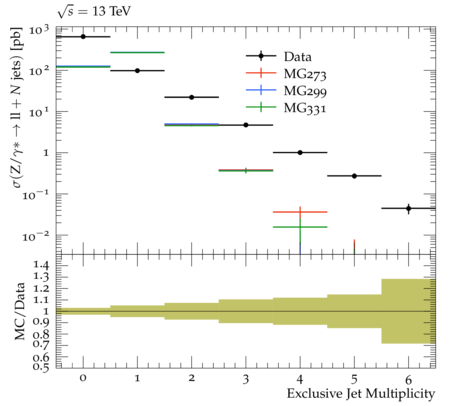 √s = 13 TeV
σ(Z/γ* → ll + N jets) [pb]
10³
10²
10¹
1
10⁻¹
10⁻²
Data
MG273
MG299
MG331
MC/Data
1.4
1.3
1.2
1.1
1
0.9
0.8
0.7
0.6
0.5
0 1 2 3 4 5 6
Exclusive Jet Multiplicity